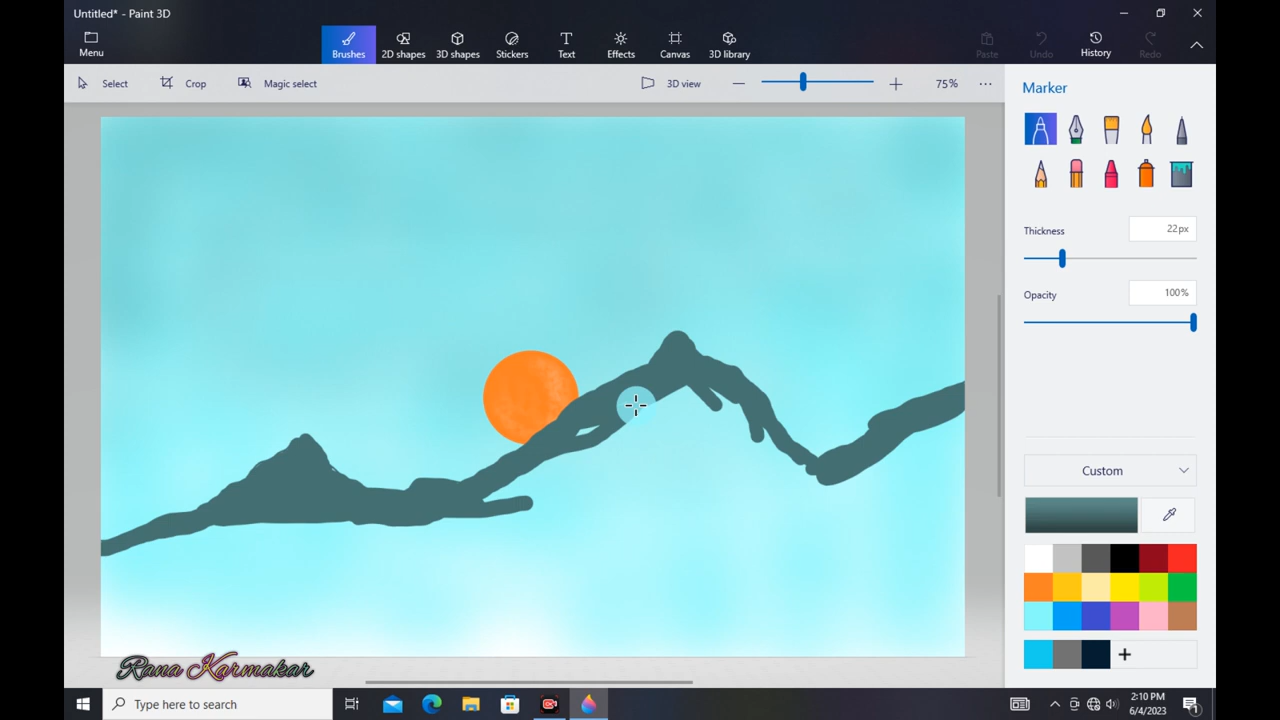 Untitled* - Paint 3D
Menu
Brushes
2D shapes
3D shapes
Stickers
Text
Effects
Canvas
3D library
Paste
Undo
History
Redo
Select
Crop
Magic select
3D view
75%
Marker
Thickness
22px
Opacity
100%
Custom
Rana Karmakar
Type here to search
2:10 PM
6/4/2023
1